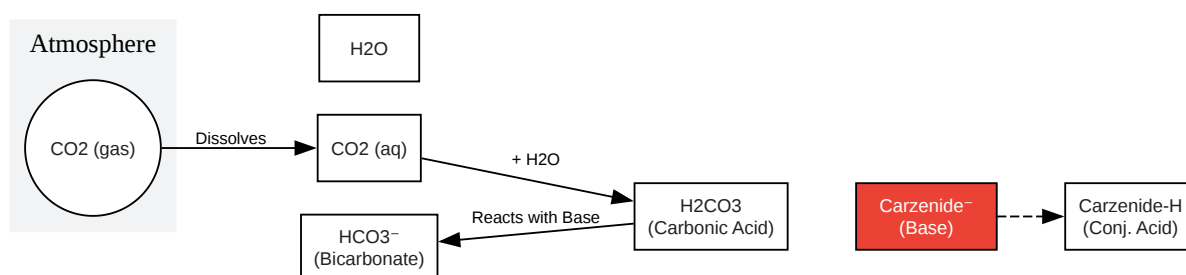 Atmosphere
H2O
CO2 (gas)
Dissolves
CO2 (aq)
+ H2O
H2CO3
(Carbonic Acid)
Reacts with Base
HCO3⁻
(Bicarbonate)
Carzenide⁻
(Base)
Carzenide-H
(Conj. Acid)